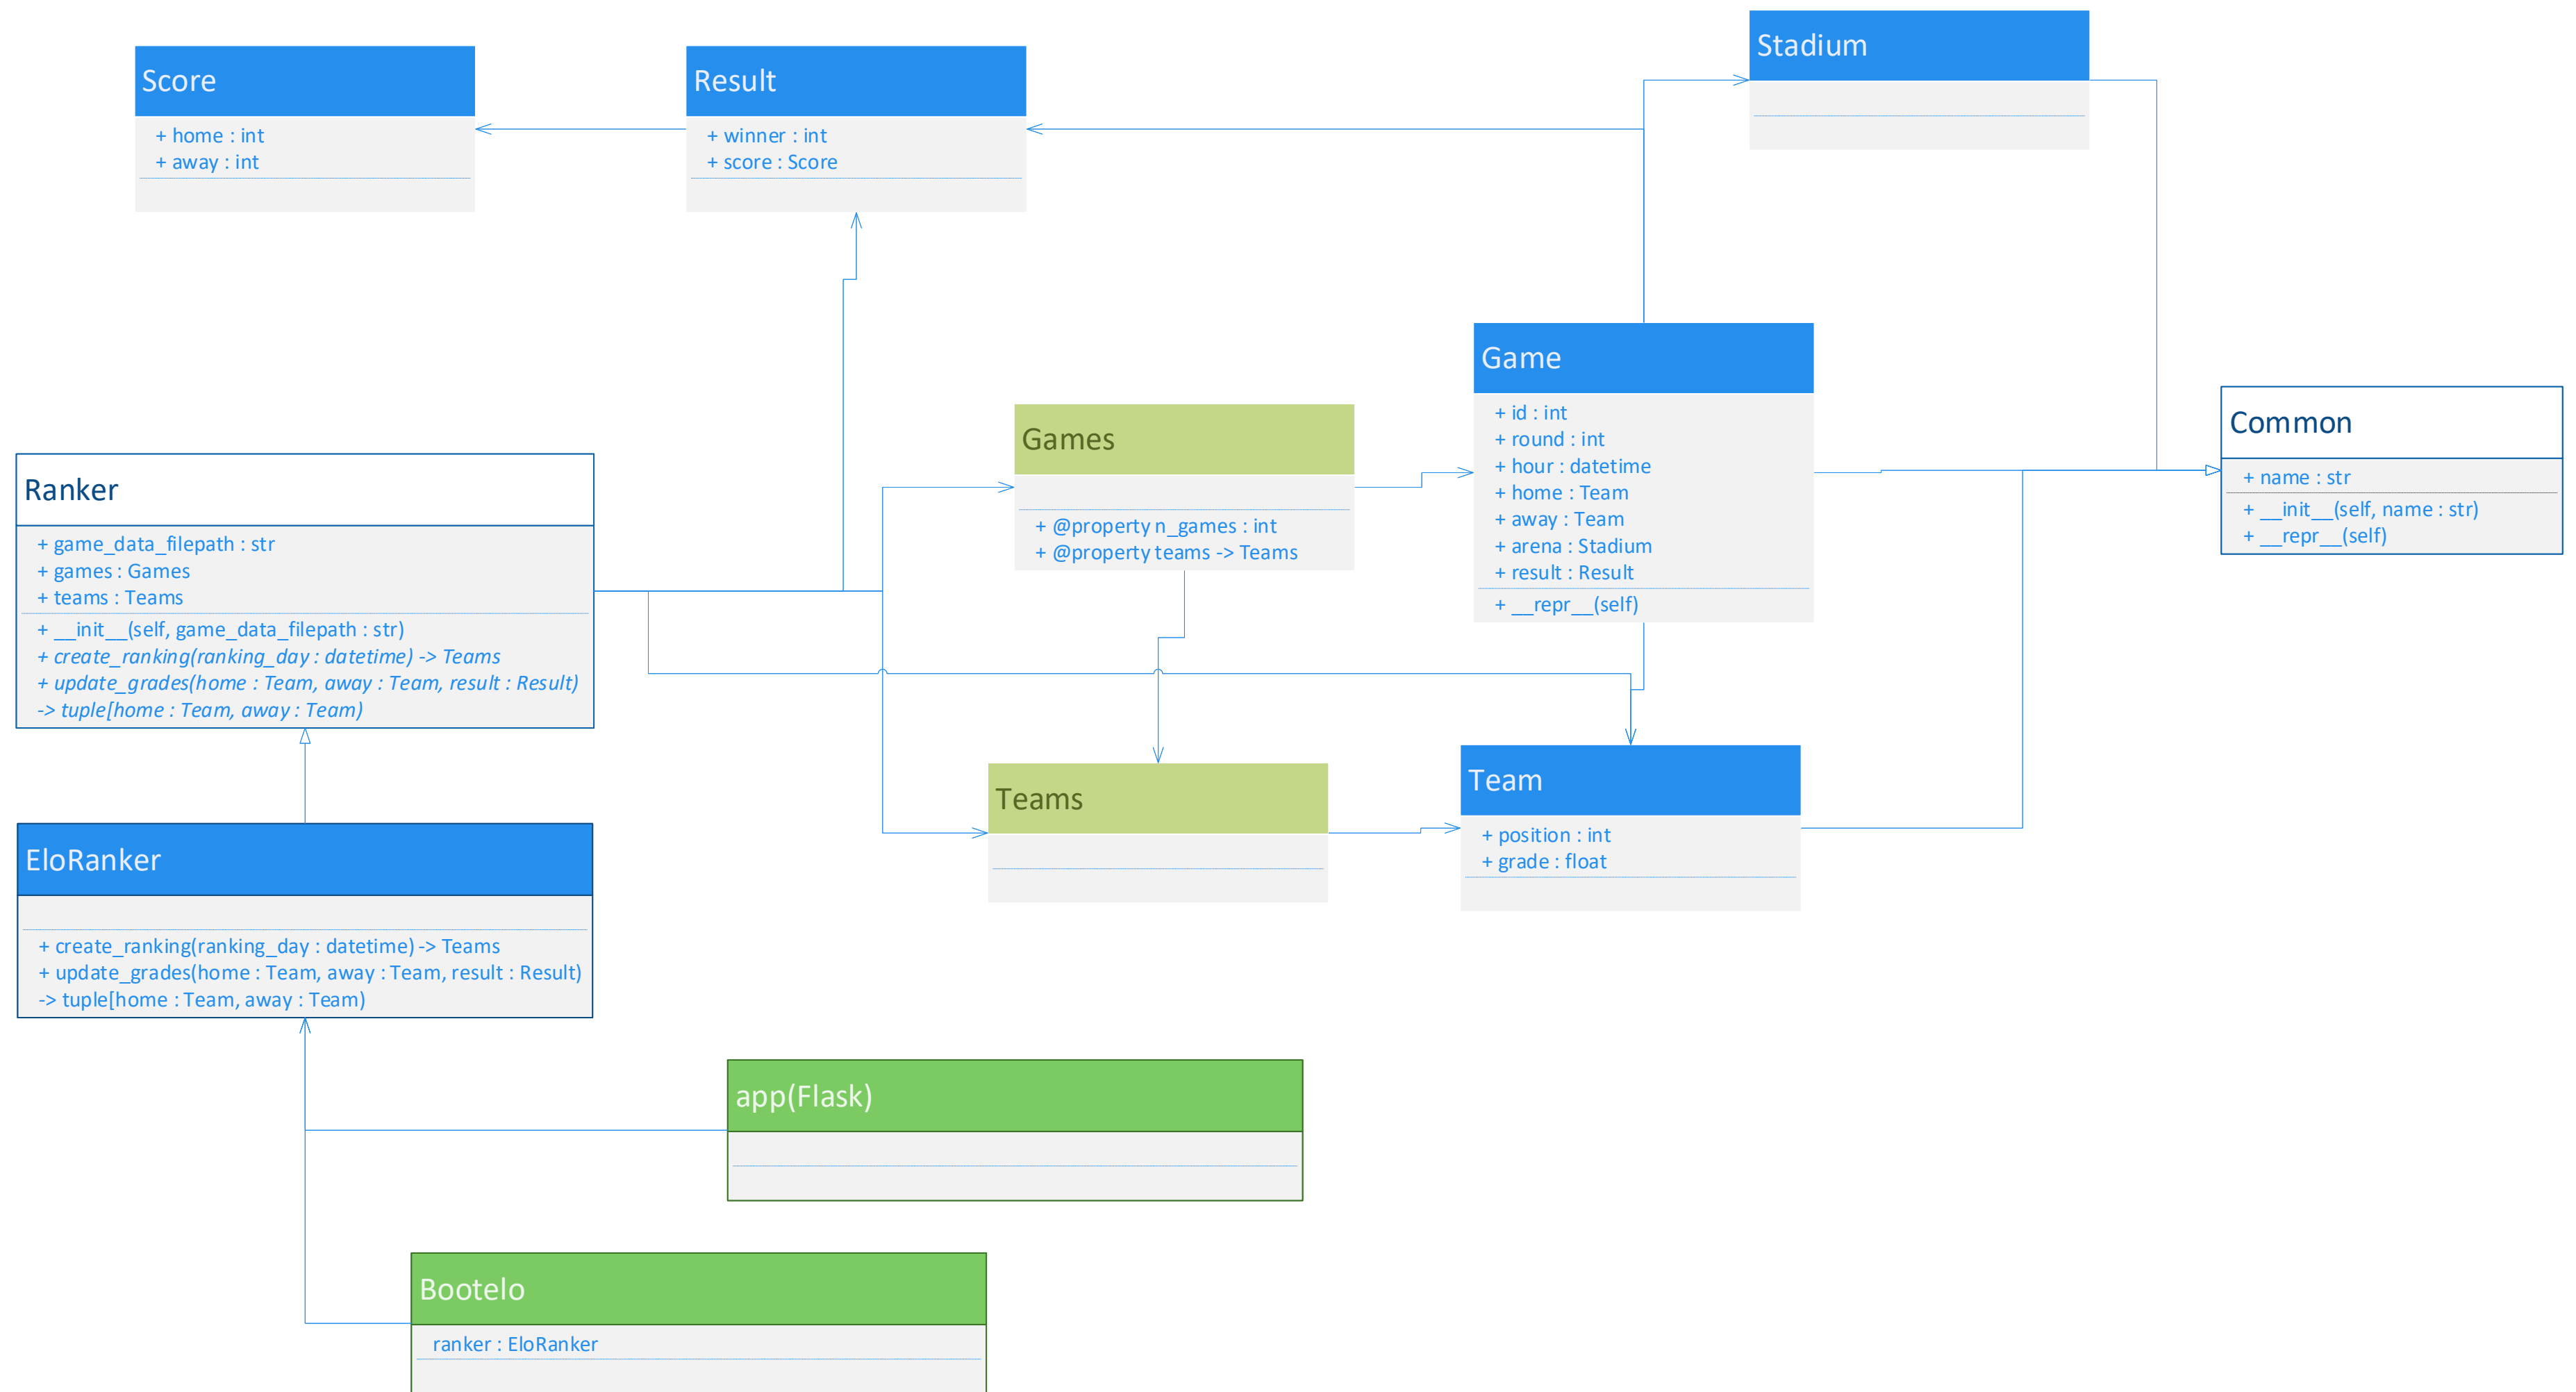 Score
+ home : int
+ away : int
Result
+ winner : int
+ score : Score
Stadium
Game
+ id : int
+ round : int
+ hour : datetime
+ home : Team
+ away : Team
+ arena : Stadium
+ result : Result
+ __repr__(self)
Common
+ name : str
+ __init__(self, name : str)
+ __repr__(self)
Games
+ @property n_games : int
+ @property teams -> Teams
Ranker
+ game_data_filepath : str
+ games : Games
+ teams : Teams
+ __init__(self, game_data_filepath : str)
+ create_ranking(ranking_day : datetime) -> Teams
+ update_grades(home : Team, away : Team, result : Result)
-> tuple[home : Team, away : Team)
Teams
Team
+ position : int
+ grade : float
EloRanker
+ create_ranking(ranking_day : datetime) -> Teams
+ update_grades(home : Team, away : Team, result : Result)
-> tuple[home : Team, away : Team)
app(Flask)
Bootelo
ranker : EloRanker